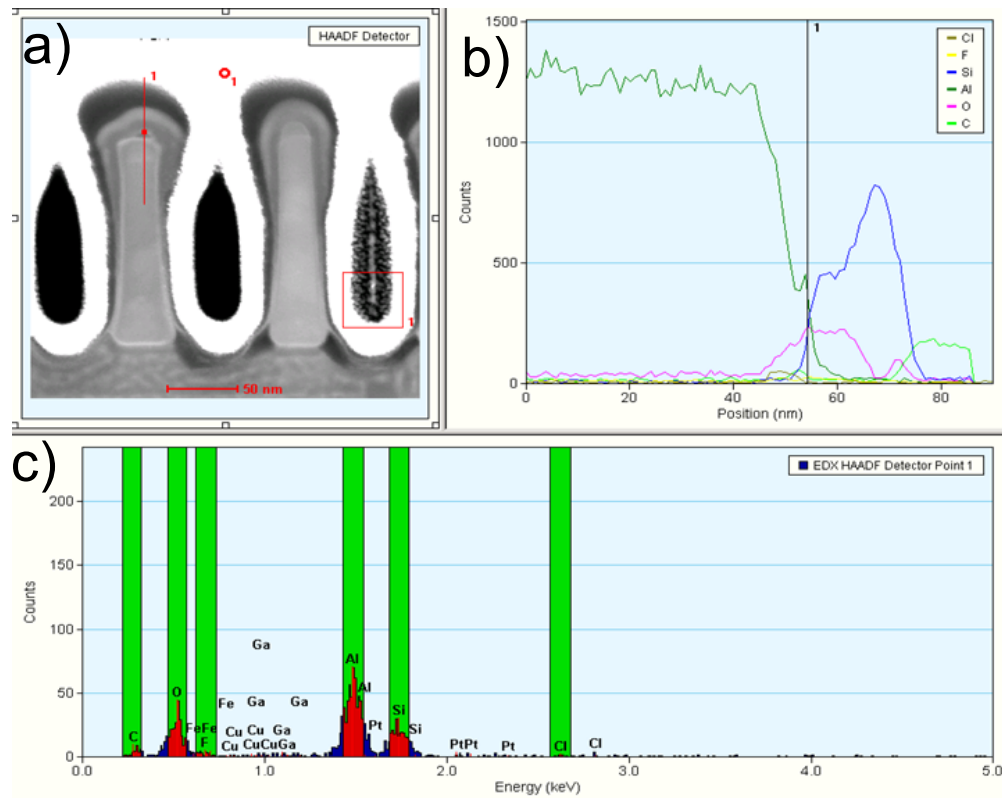 a)
HAADF Detector
1
1
1
50 nm
b)
1500
1000
500
0
Counts
0 20 40 60 80
Position (nm)
1
Cl
F
Si
Al
O
C
c)
EDX HAADF Detector Point 1
200
150
100
50
0
Counts
Ga
Al
Al
O
Fe
Ga
Ga
Si
C
Fe
Fe
F
Cu
Cu
Cu
Cu
Cu
Ga
Ga
Pt
Si
Pt
Pt
Pt
Cl
Cl
0.0 1.0 2.0 3.0 4.0 5.0
Energy (keV)